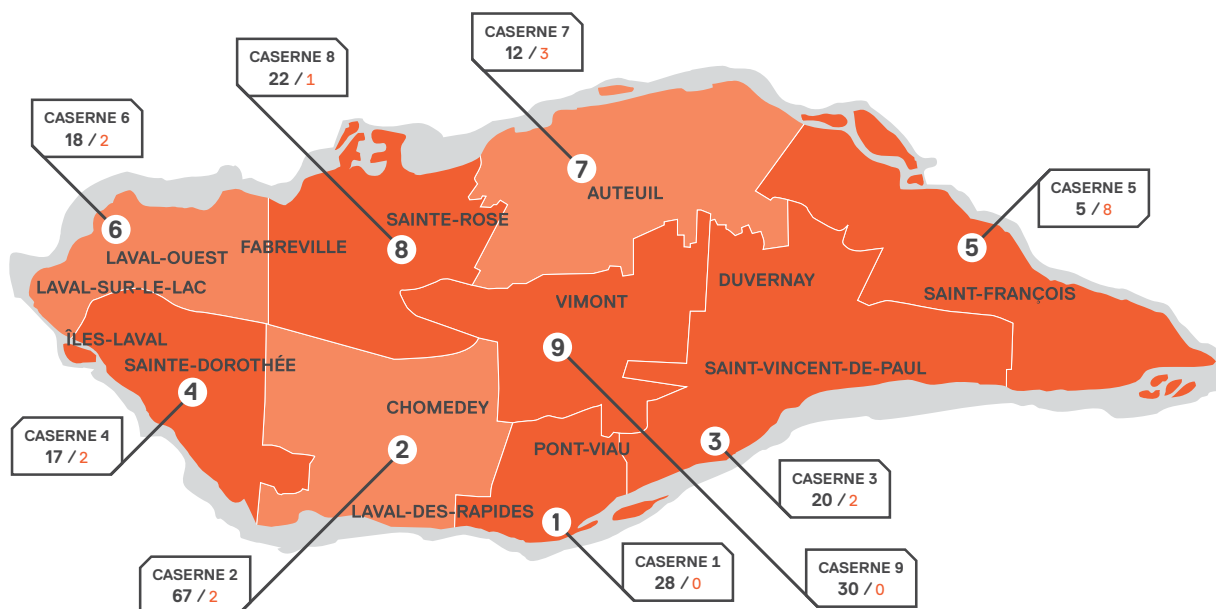 CASERNE 7
12 / 3
CASERNE 8
22 / 1
CASERNE 6
18 / 2
7
AUTEUIL
CASERNE 5
5 / 8
6
LAVAL-OUEST
LAVAL-SUR-LE-LAC
FABREVILLE
SAINTE-ROSE
8
5
SAINT-FRANÇOIS
DUVERNAY
VIMONT
9
ÎLES-LAVAL
SAINTE-DOROTHÉE
4
SAINT-VINCENT-DE-PAUL
CHOMEDEY
2
PONT-VIAU
3
CASERNE 4
17 / 2
LAVAL-DES-RAPIDES
1
CASERNE 3
20 / 2
CASERNE 2
67 / 2
CASERNE 1
28 / 0
CASERNE 9
30 / 0